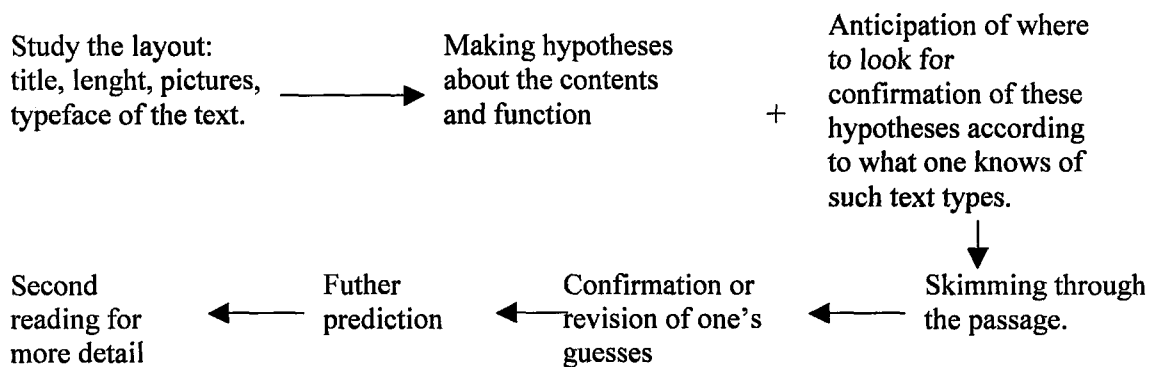 Study the layout:
title, lenght, pictures,
typeface of the text.
Making hypotheses
about the contents
and function
+
Anticipation of where
to look for
confirmation of these
hypotheses according
to what one knows of
such text types.
Skimming through
the passage.
Confirmation or
revision of one's
guesses
Futher
prediction
Second
reading for
more detail